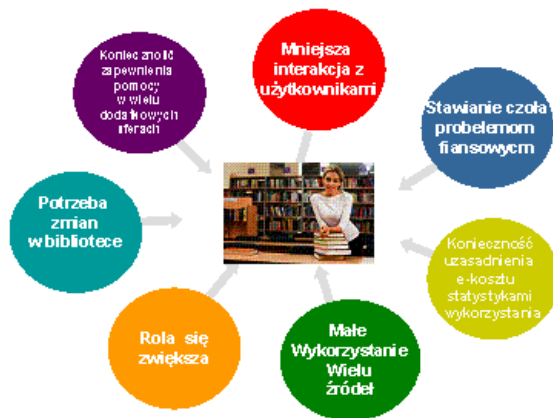 Mniejsza
interakcja z
użytkownikami
Stawianie czoła
probelemom
fiansowycm
Konieczność
uzasadnienia
e-kosztu
statystykami
wykorzystania
Małe
Wykorzystanie
Wielu
źródeł
Rola się
zwiększa
Potrzeba
zmian
w bibliotece
Konieczność
zapewnienia
pomocy
w wielu
dodatkowych
sferach